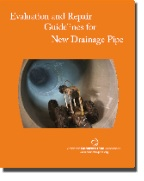 Evaluation and Repair
Guidelines for
New Drainage Pipe